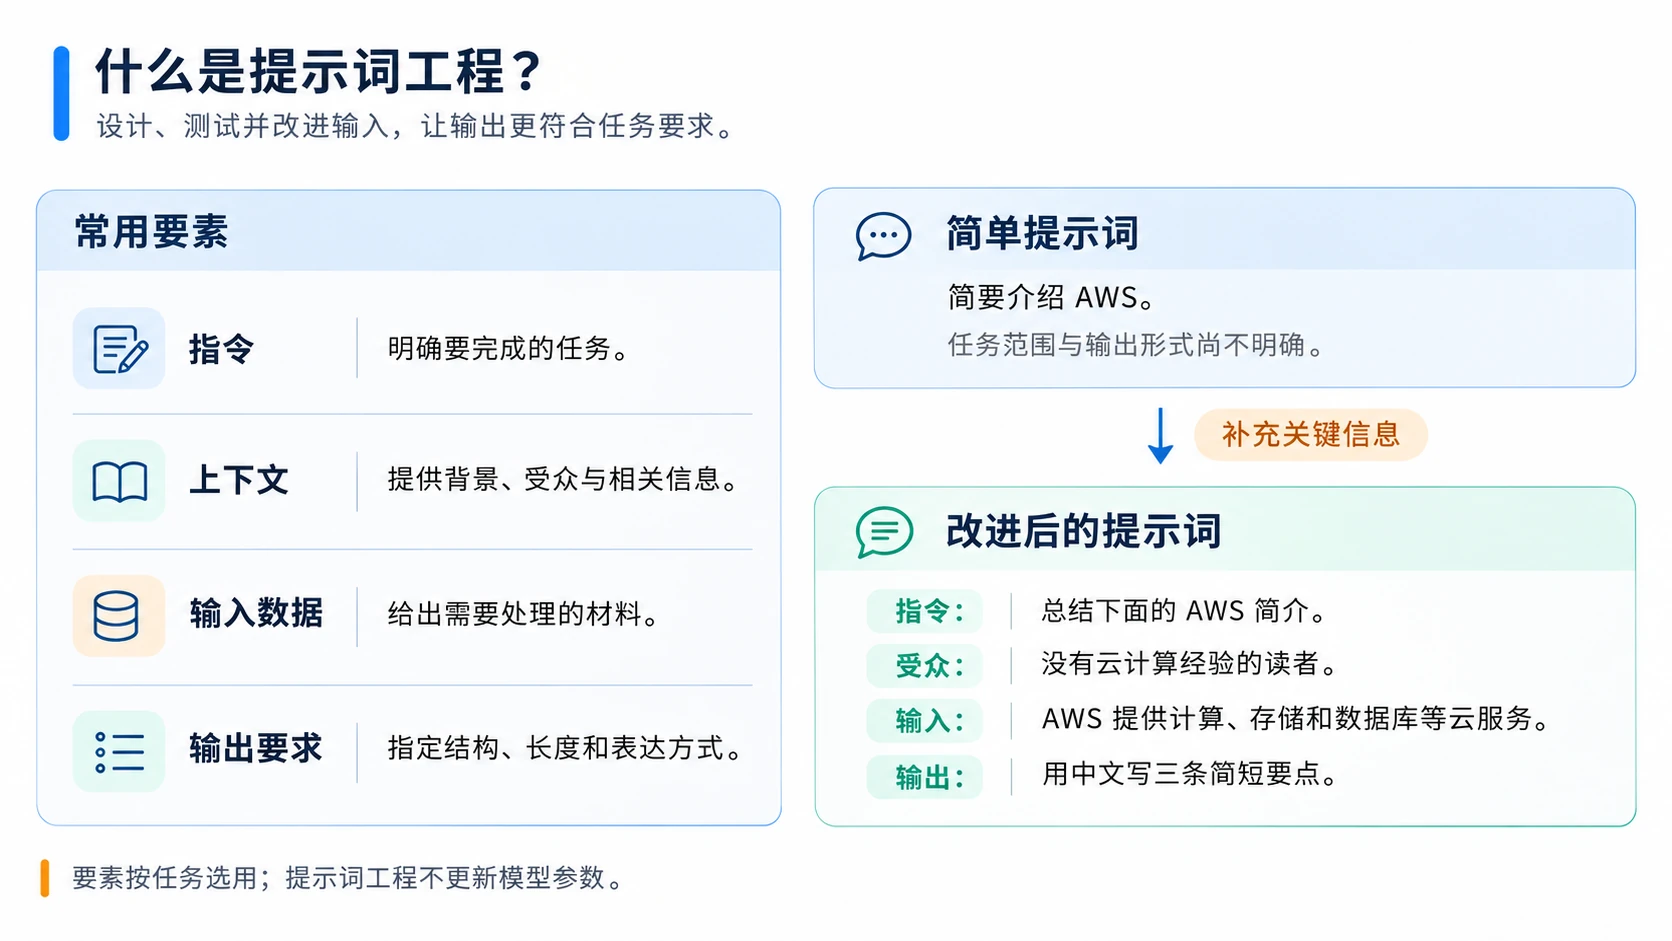 什么是提示词工程？
设计、测试并改进输入，让输出更符合任务要求。
常用要素
指令
明确要完成的任务。
上下文
提供背景、受众与相关信息。
输入数据
给出需要处理的材料。
输出要求
指定结构、长度和表达方式。
简单提示词
简要介绍 AWS。
任务范围与输出形式尚不明确。
补充关键信息
改进后的提示词
指令： 总结下面的 AWS 简介。
受众： 没有云计算经验的读者。
输入： AWS 提供计算、存储和数据库等云服务。
输出： 用中文写三条简短要点。
要素按任务选用；提示词工程不更新模型参数。